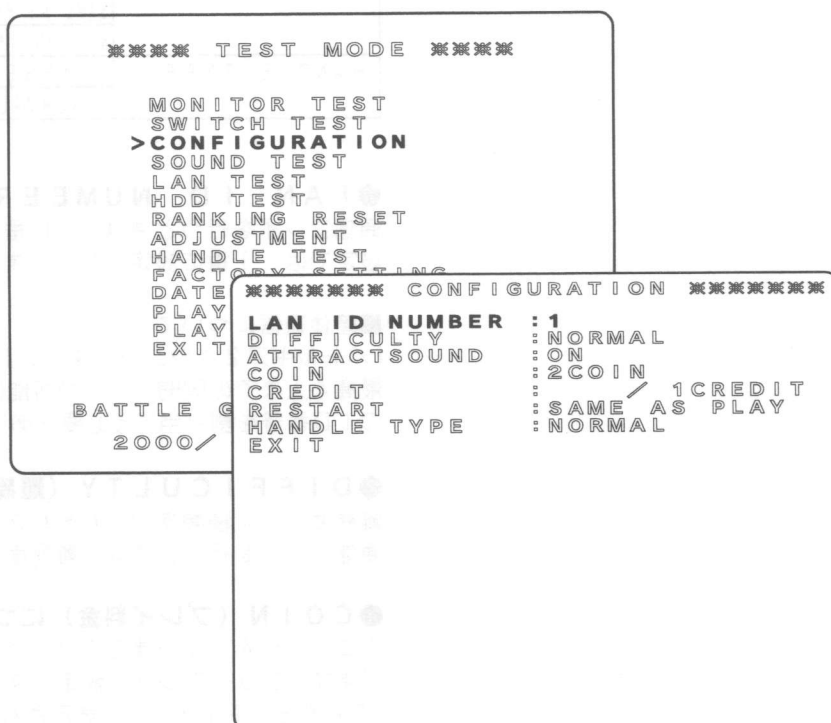 ※※※※ TEST MODE ※※※※
MONITOR TEST
SWITCH TEST
>CONFIGURATION
SOUND TEST
LAN TEST
HDD TEST
RANKING RESET
ADJUSTMENT
HANDLE TEST
FACTORY SETTING
DATE
PLAY
PLAY
EXIT
BATTLE G
2000/
※※※※※※※ CONFIGURATION ※※※※※※※
LAN D NUMBER :1
DIFFICULTY :NORMAL
ATTRACTSOUND :ON
COIN :2COIN
CREDIT : / 1CREDIT
RESTART :SAME AS PLAY
HANDLE TYPE :NORMAL
EXIT